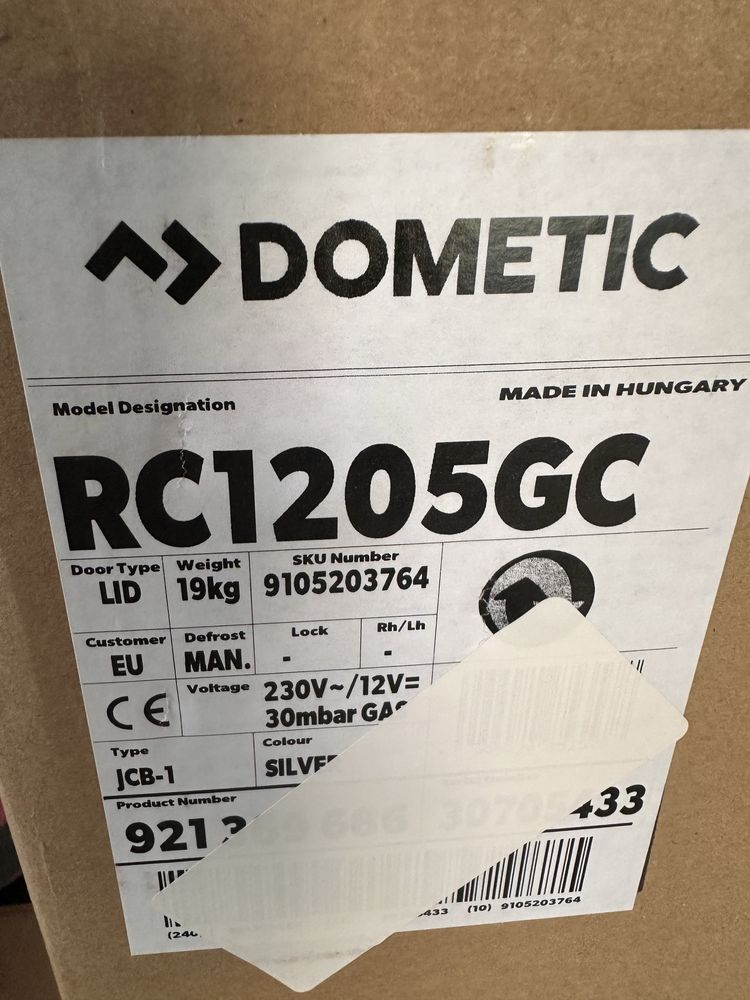 DOMETIC
Model Designation MADE IN HUNGARY
RC1205GC
Door Type Weight SKU Number
LID 19kg 9105203764
Customer Defrost Lock Rh/Lh
EU MAN. - -
CE Voltage 230V~/12V=
30mbar GAS
Type Colour
JCB-1 SILVER
Product Number
921 433
433 (10) 9105203764